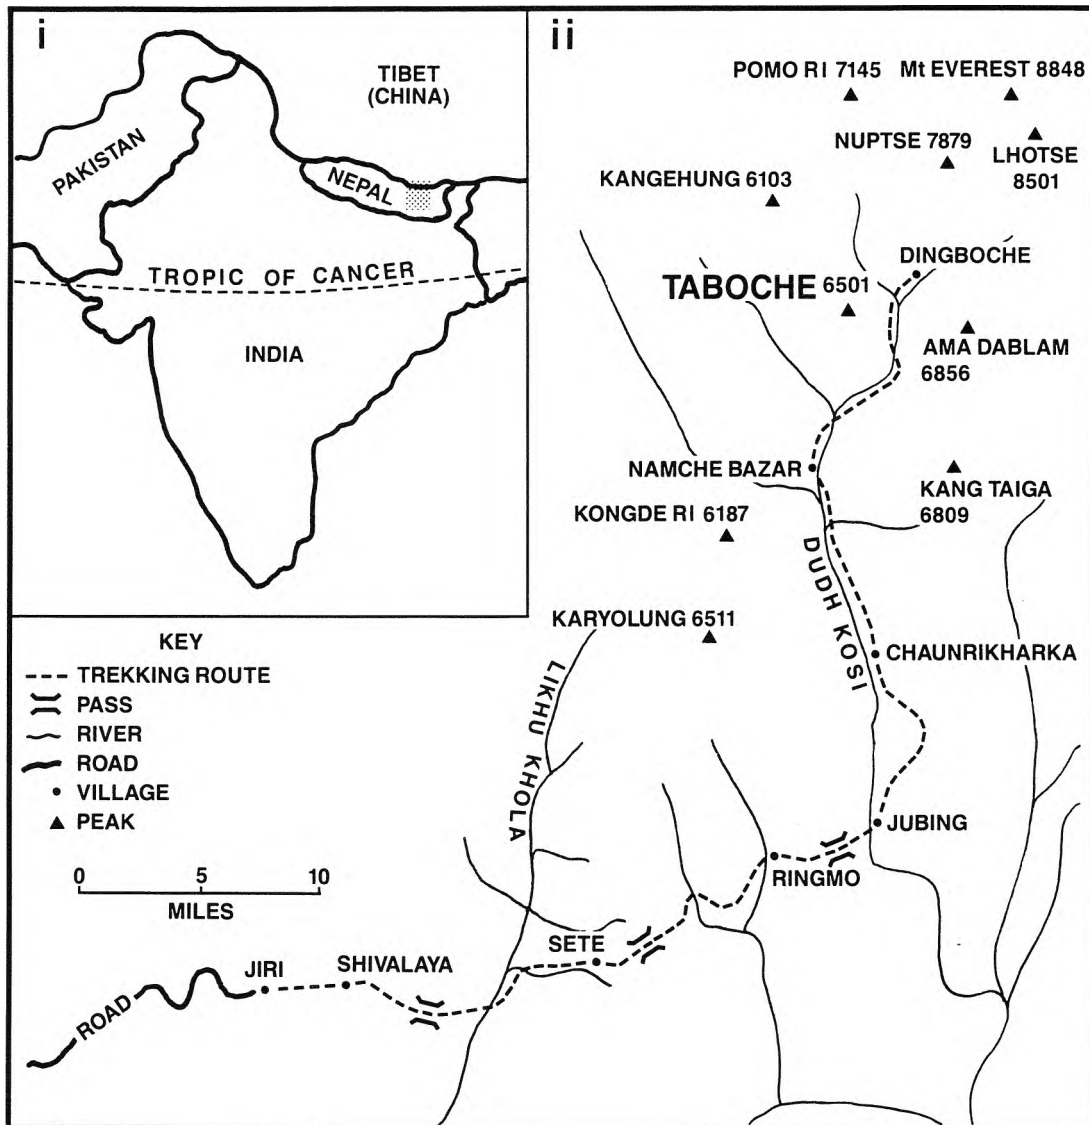 i
TIBET
(CHINA)
PAKISTAN
NEPAL
TROPIC OF CANCER
INDIA
ii
POMO RI 7145
Mt EVEREST 8848
NUPTSE 7879
LHOTSE
8501
KANGEHUNG 6103
DINGBOCHE
TABOCHE 6501
AMA DABLAM
6856
NAMCHE BAZAR
KANG TAIGA
6809
KONGDE RI 6187
DUDH KOSI
KARYOLUNG 6511
CHAUNRIKHARKA
LIKHU KHOLA
JUBING
RINGMO
SETE
SHIVALAYA
JIRI
ROAD
KEY
TREKKING ROUTE
PASS
RIVER
ROAD
VILLAGE
PEAK
0 5 10
MILES